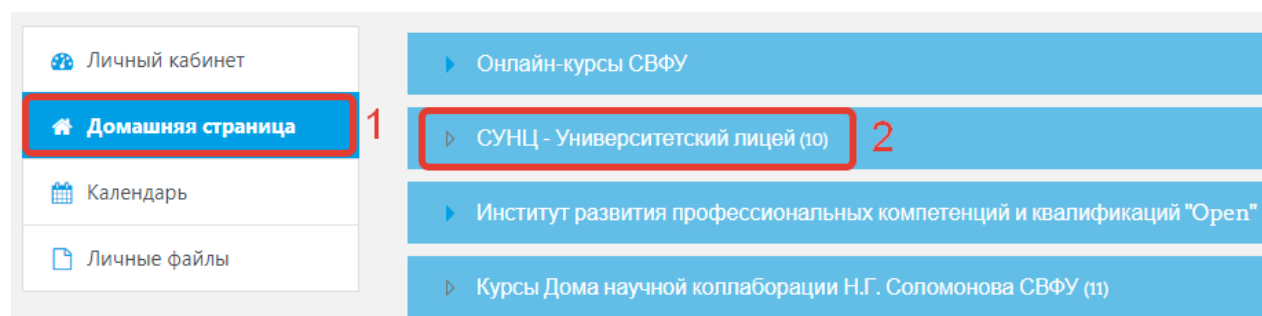 Личный кабинет
Домашняя страница
1
Календарь
Личные файлы
Онлайн-курсы СВФУ
СУНЦ - Университетский лицей (10)
2
Институт развития профессиональных компетенций и квалификаций "Open"
Курсы Дома научной коллаборации Н.Г. Соломонова СВФУ (11)